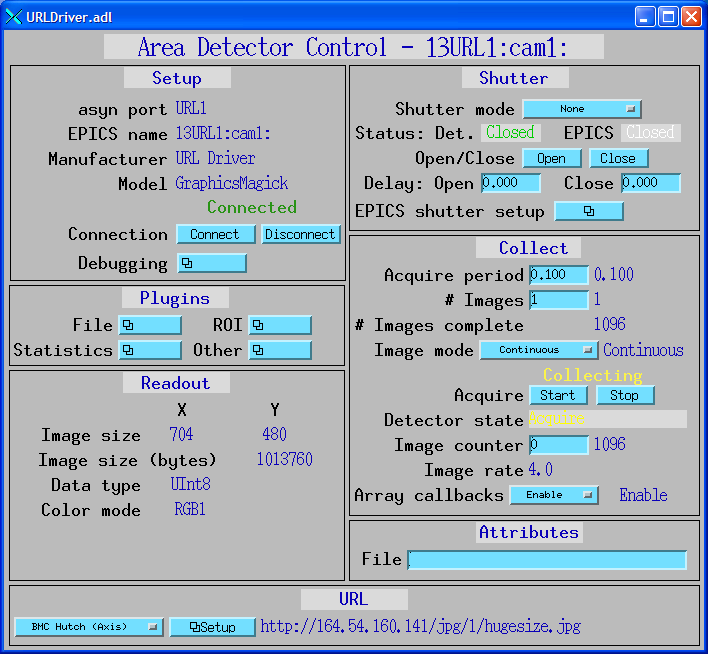 URLDriver.adl
Area Detector Control - 13URL1:cam1:
Setup
asyn port URL1
EPICS name 13URL1:cam1:
Manufacturer URL Driver
Model GraphicsMagick
Connected
Connection Connect Disconnect
Debugging
Plugins
File ROI
Statistics Other
Readout
X Y
Image size 704 480
Image size (bytes) 1013760
Data type UInt8
Color mode RGB1
Shutter
Shutter mode None
Status: Det. Closed EPICS Closed
Open/Close Open Close
Delay: Open 0.000 Close 0.000
EPICS shutter setup
Collect
Acquire period 0.100 0.100
# Images 1 1
# Images complete 1096
Image mode Continuous Continuous
Collecting
Acquire Start Stop
Detector state Acquire
Image counter 0 1096
Image rate 4.0
Array callbacks Enable Enable
Attributes
File
URL
BMC Hutch (Axis) Setup http://164.54.160.141/jpg/1/hugesize.jpg